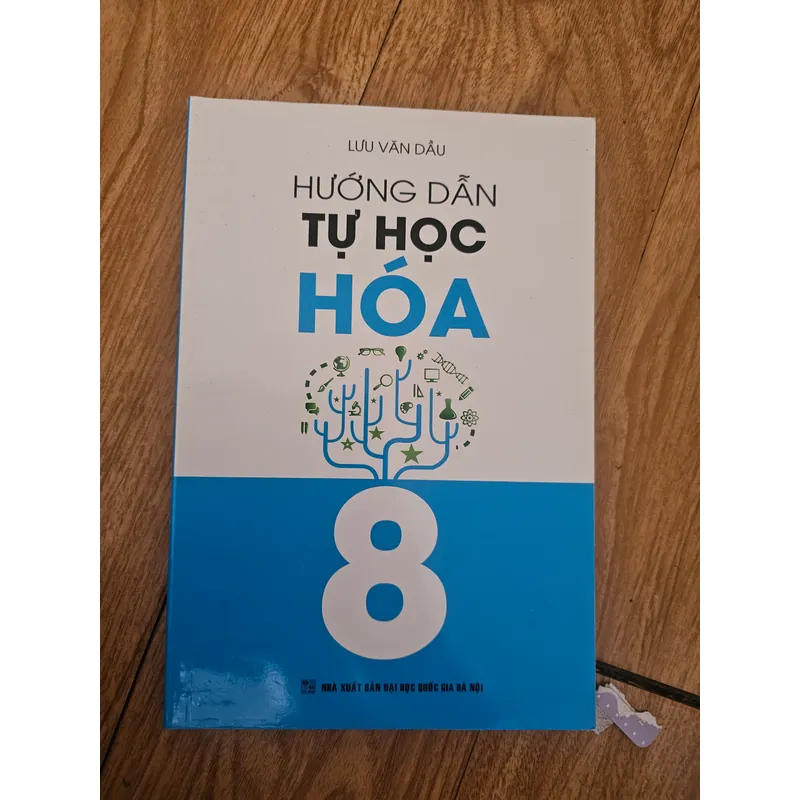 LƯU VĂN DẦU
HƯỚNG DẪN
TỰ HỌC
HÓA
8
NHÀ XUẤT BẢN ĐẠI HỌC QUỐC GIA HÀ NỘI